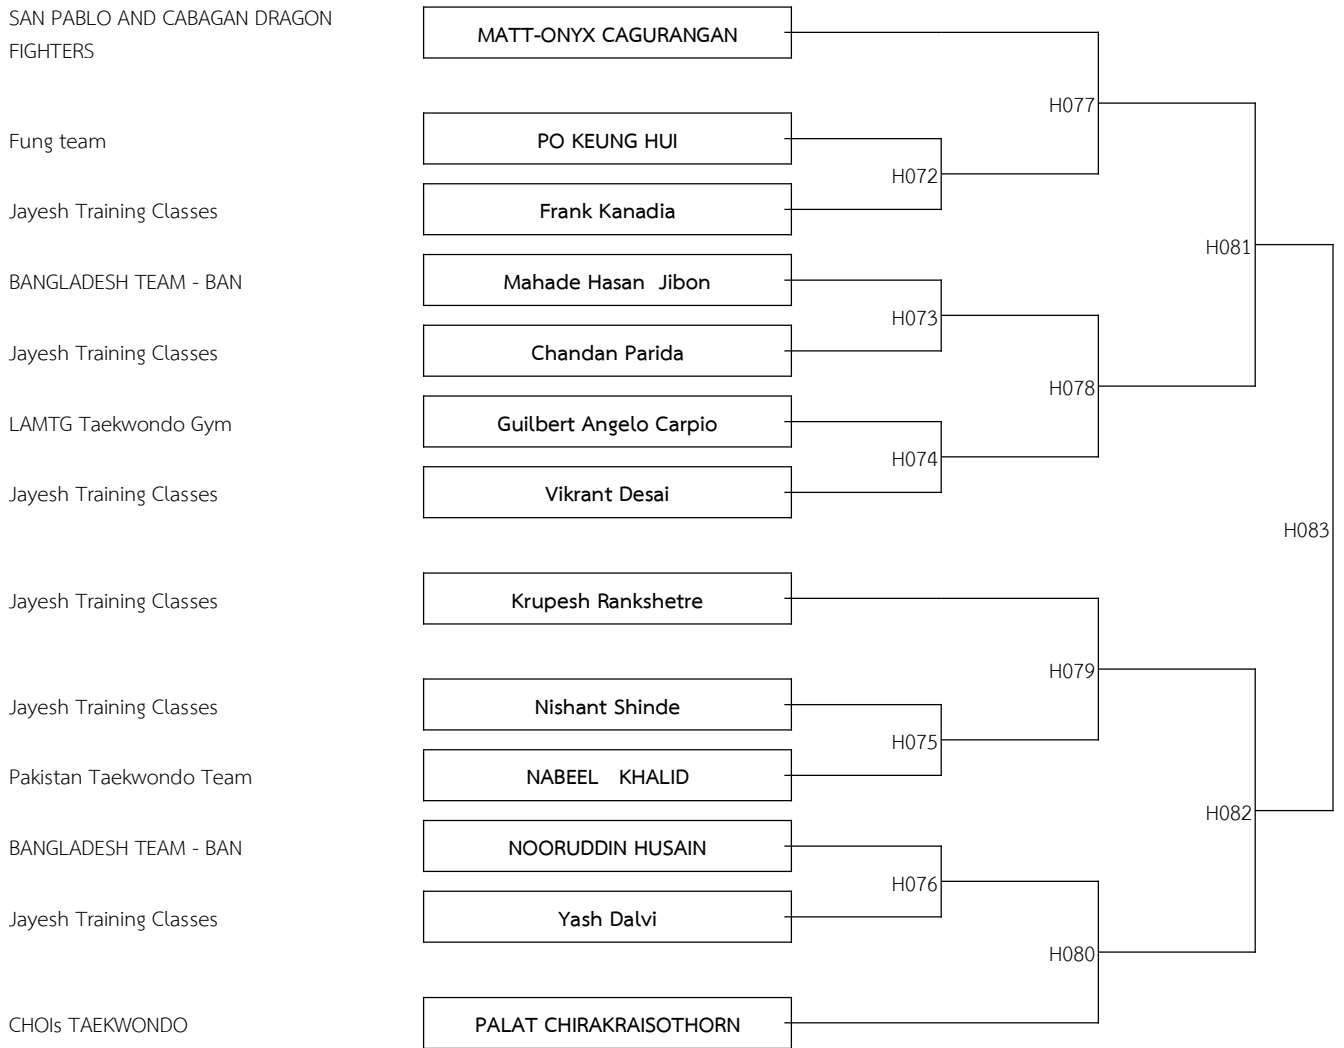 SAN PABLO AND CABAGAN DRAGON
FIGHTERS
MATT-ONYX CAGURANGAN
H077
Fung team
PO KEUNG HUI
H072
Jayesh Training Classes
Frank Kanadia
H081
BANGLADESH TEAM - BAN
Mahade Hasan  Jibon
H073
Jayesh Training Classes
Chandan Parida
H078
LAMTG Taekwondo Gym
Guilbert Angelo Carpio
H074
Jayesh Training Classes
Vikrant Desai
H083
Jayesh Training Classes
Krupesh Rankshetre
H079
Jayesh Training Classes
Nishant Shinde
H075
Pakistan Taekwondo Team
NABEEL   KHALID
H082
BANGLADESH TEAM - BAN
NOORUDDIN HUSAIN
H076
Jayesh Training Classes
Yash Dalvi
H080
CHOIs TAEKWONDO
PALAT CHIRAKRAISOTHORN